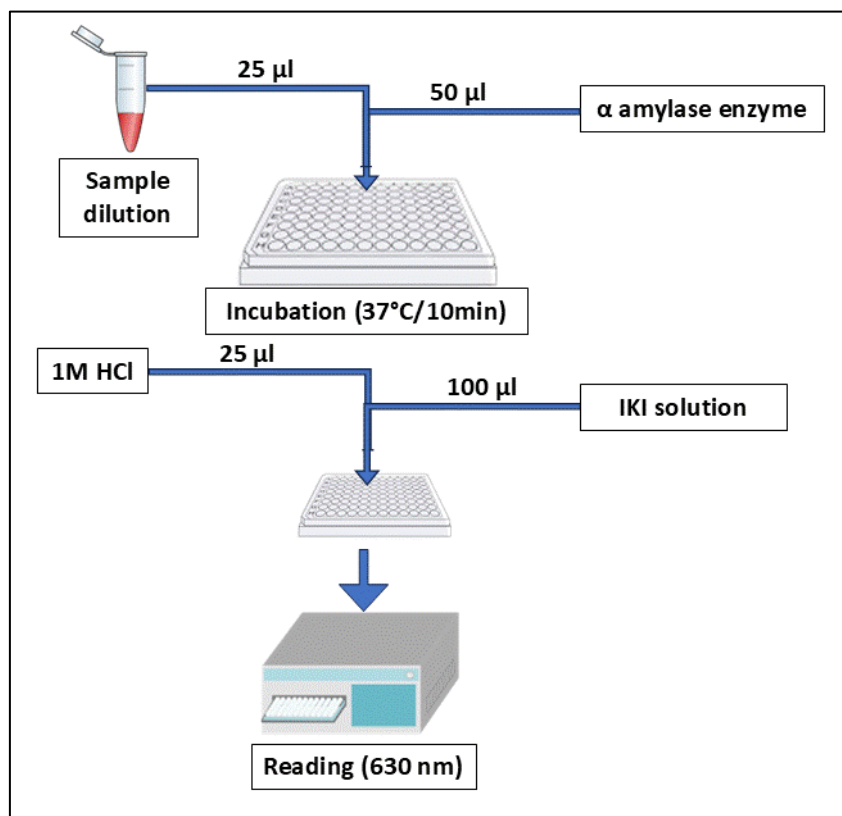 25 µl
50 µl
α amylase enzyme
Sample
dilution
Incubation (37°C/10min)
25 µl
1M HCl
100 µl
IKI solution
Reading (630 nm)